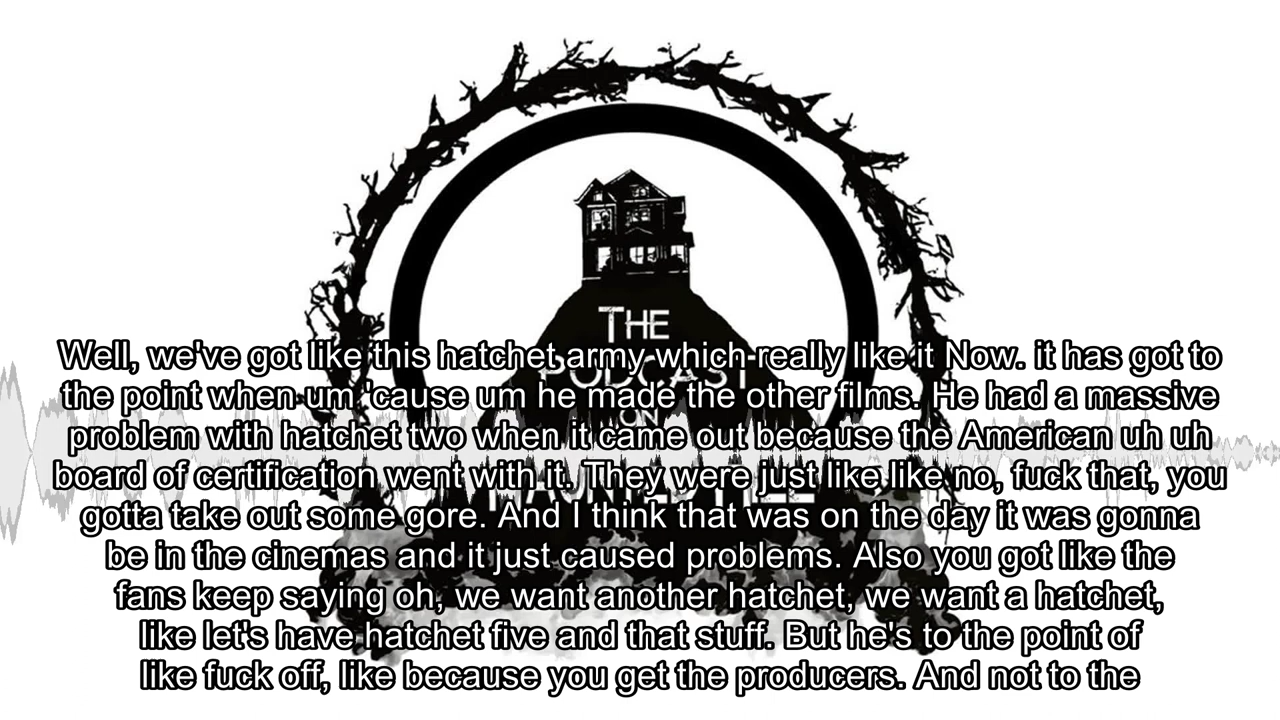 THE
PODCAST
ON
HAUNTED HILL
Well, we've got like this hatchet army which really like it Now. it has got to
the point when um 'cause um he made the other films. He had a massive
problem with hatchet two when it came out because the American uh uh
board of certification went with it. They were just like like no, fuck that, you
gotta take out some gore. And I think that was on the day it was gonna
be in the cinemas and it just caused problems. Also you got like the
fans keep saying oh, we want another hatchet, we want a hatchet,
like let's have hatchet five and that stuff. But he's to the point of
like fuck off, like because you get the producers. And not to the